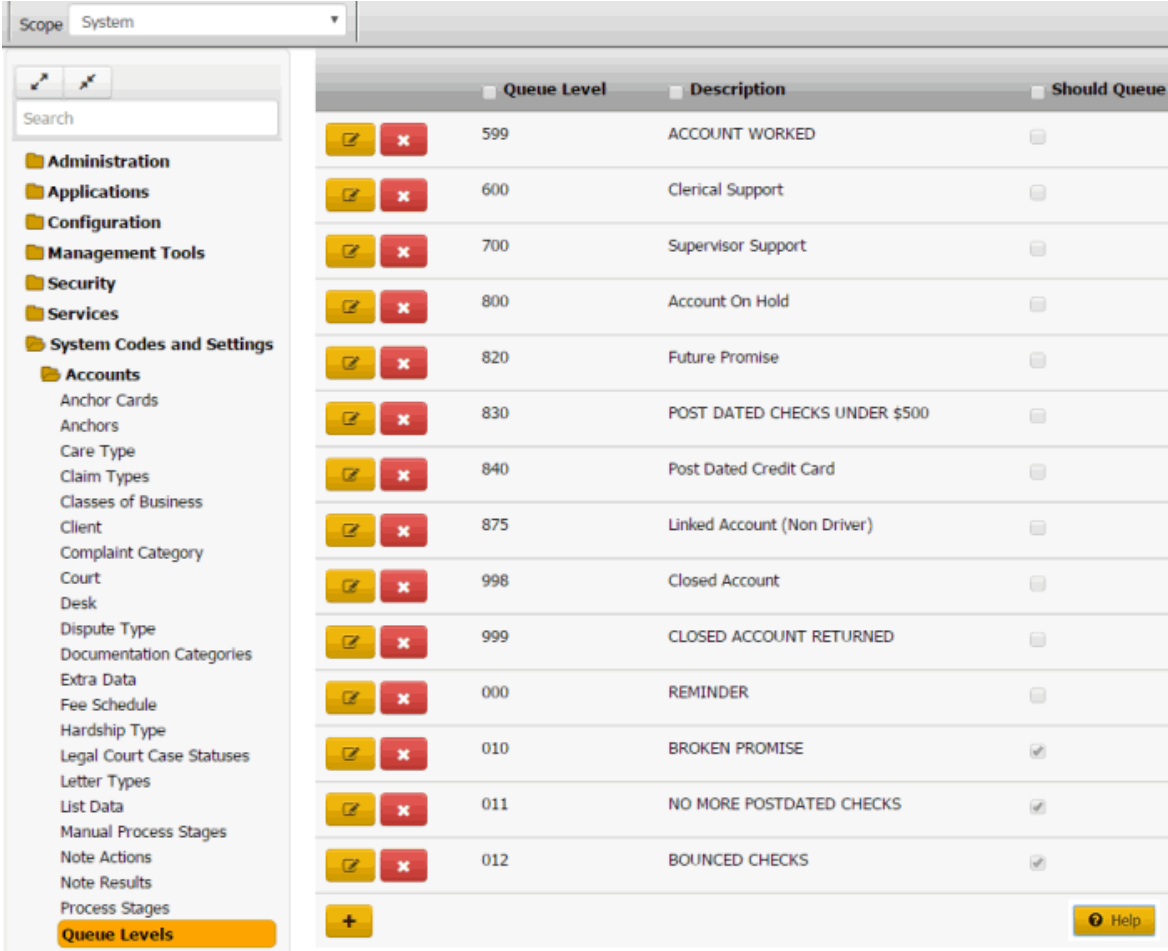 Scope System
Search
Administration
Applications
Configuration
Management Tools
Security
Services
System Codes and Settings
Accounts
Anchor Cards
Anchors
Care Type
Claim Types
Classes of Business
Client
Complaint Category
Court
Desk
Dispute Type
Documentation Categories
Extra Data
Fee Schedule
Hardship Type
Legal Court Case Statuses
Letter Types
List Data
Manual Process Stages
Note Actions
Note Results
Process Stages
Queue Levels
Queue Level Description Should Queue
599 ACCOUNT WORKED
600 Clerical Support
700 Supervisor Support
800 Account On Hold
820 Future Promise
830 POST DATED CHECKS UNDER $500
840 Post Dated Credit Card
875 Linked Account (Non Driver)
998 Closed Account
999 CLOSED ACCOUNT RETURNED
000 REMINDER
010 BROKEN PROMISE
011 NO MORE POSTDATED CHECKS
012 BOUNCED CHECKS
Help